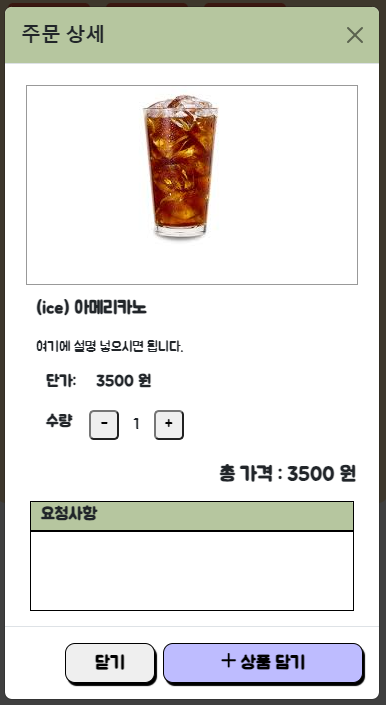 주문 상세
(ice) 아메리카노
여기에 설명 넣으시면 됩니다.
단가: 3500 원
수량 - 1 +
총 가격 : 3500 원
요청사항
닫기 + 상품 담기